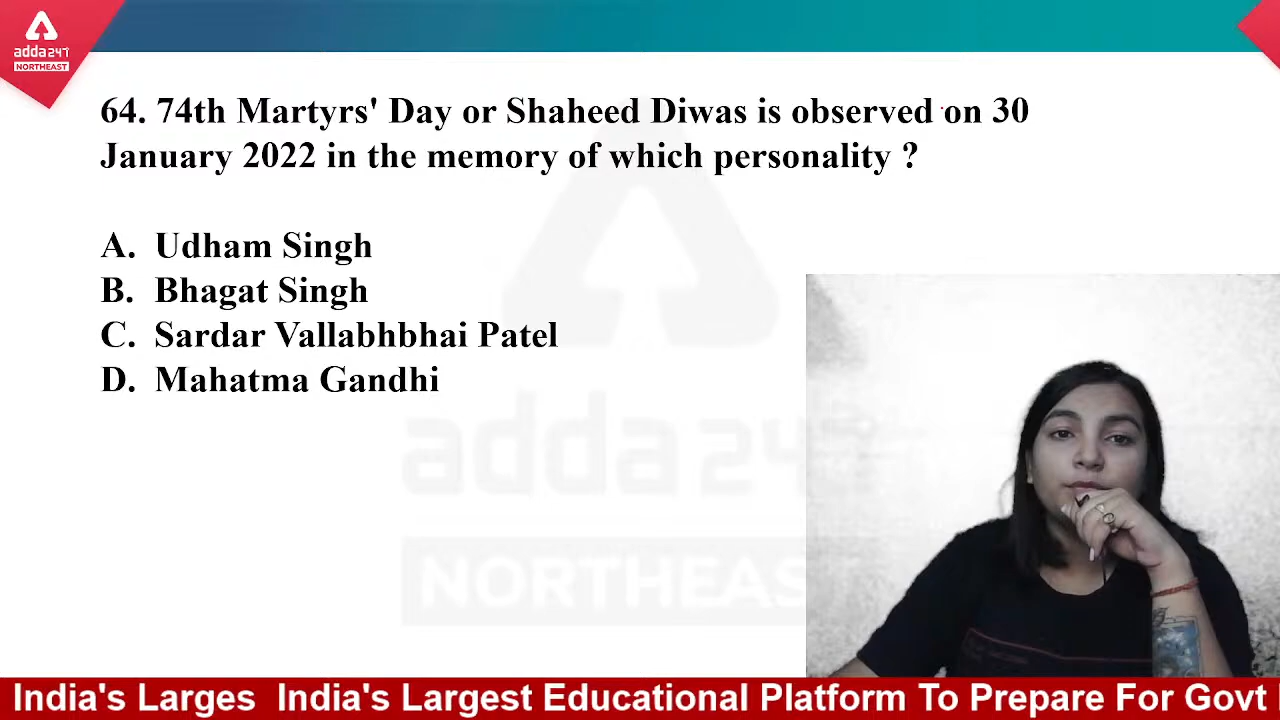 adda247
NORTHEAST
64. 74th Martyrs' Day or Shaheed Diwas is observed on 30
January 2022 in the memory of which personality ?
A. Udham Singh
B. Bhagat Singh
C. Sardar Vallabhbhai Patel
D. Mahatma Gandhi
adda247
NORTHEAST
India's Larges India's Largest Educational Platform To Prepare For Govt